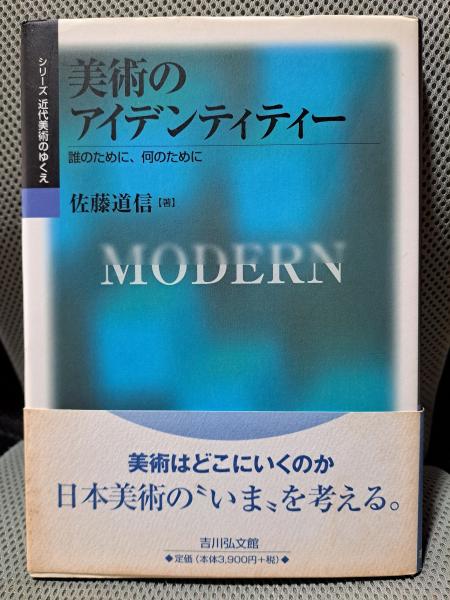 シリーズ 近代美術のゆくえ
美術の
アイデンティティー
誰のために、何のために
佐藤道信【著】
MODERN
美術はどこにいくのか
日本美術の〝いま〟を考える。
吉川弘文館
◆定価(本体3,900円+税)◆